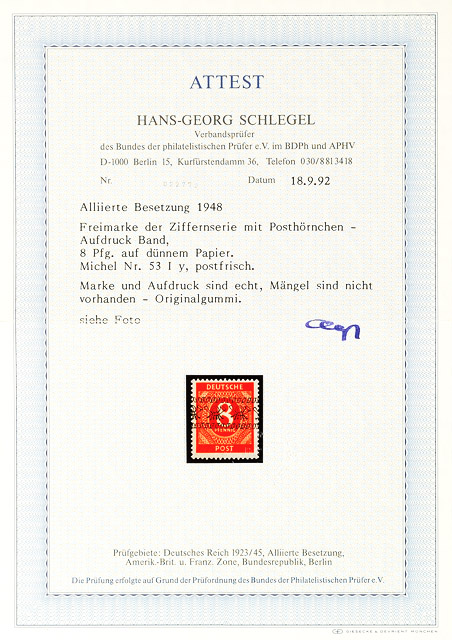 ATTEST
HANS-GEORG SCHLEGEL
Verbandsprüfer
des Bundes der philatelistischen Prüfer e.V. im BDPh und APHV
D-1000 Berlin 15, Kurfürstendamm 36, Telefon 030/8813418
Nr. Datum 18.9.92
Alliierte Besetzung 1948
Freimarke der Ziffernserie mit Posthörnchen -
Aufdruck Band,
8 Pfg. auf dünnem Papier.
Michel Nr. 53 I y, postfrisch.
Marke und Aufdruck sind echt, Mängel sind nicht
vorhanden - Originalgummi.
siehe Foto
DEUTSCHE
8
PFENNIG
POST
Prüfgebiete: Deutsches Reich 1923/45, Alliierte Besetzung,
Amerik.-Brit. u. Franz. Zone, Bundesrepublik, Berlin
Die Prüfung erfolgte auf Grund der Prüfordnung des Bundes der Philatelistischen Prüfer e.V.
GIESECKE & DEVRIENT MÜNCHEN